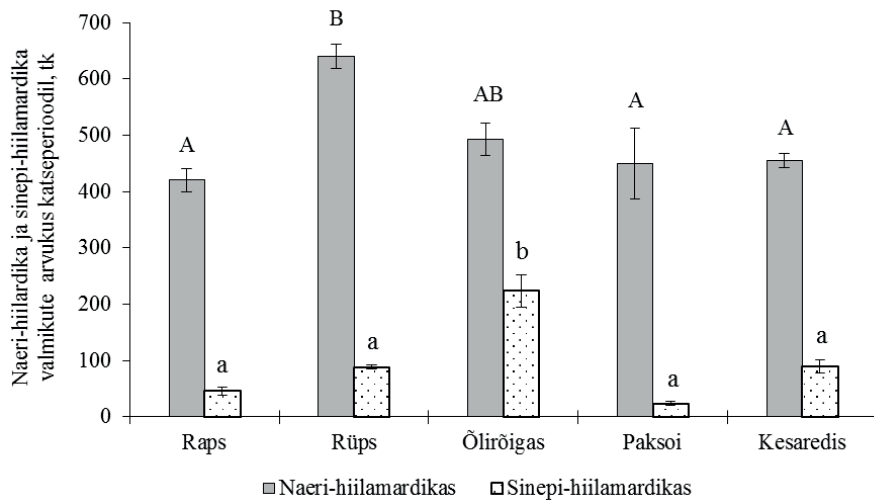 Naeri-hiilardika ja sinepi-hiilamardika
valmikute arvukus katseperioodil, tk
700
600
500
400
300
200
100
0
A
a
B
a
AB
b
A
a
A
a
Raps
Rüps
Õlirõigas
Paksoi
Kesaredis
Naeri-hiilamardikas
Sinepi-hiilamardikas